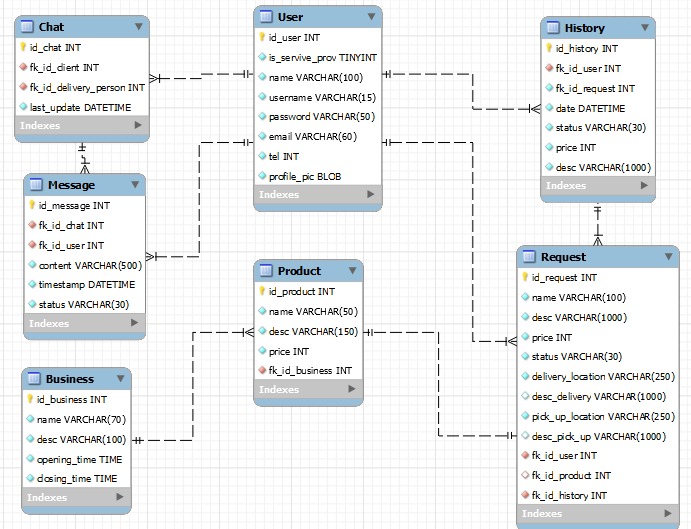 Chat
id_chat INT
fk_id_client INT
fk_id_delivery_person INT
last_update DATETIME
Indexes
User
id_user INT
is_servive_prov TINYINT
name VARCHAR(100)
username VARCHAR(15)
password VARCHAR(50)
email VARCHAR(60)
tel INT
profile_pic BLOB
Indexes
History
id_history INT
fk_id_user INT
fk_id_request INT
date DATETIME
status VARCHAR(30)
price INT
desc VARCHAR(1000)
Indexes
Message
id_message INT
fk_id_chat INT
fk_id_user INT
content VARCHAR(500)
timestamp DATETIME
status VARCHAR(30)
Indexes
Product
id_product INT
name VARCHAR(50)
desc VARCHAR(150)
price INT
fk_id_business INT
Indexes
Request
id_request INT
name VARCHAR(100)
desc VARCHAR(1000)
price INT
status VARCHAR(30)
delivery_location VARCHAR(250)
desc_delivery VARCHAR(1000)
pick_up_location VARCHAR(250)
desc_pick_up VARCHAR(1000)
fk_id_user INT
fk_id_product INT
fk_id_history INT
Indexes
Business
id_business INT
name VARCHAR(70)
desc VARCHAR(100)
opening_time TIME
closing_time TIME
Indexes